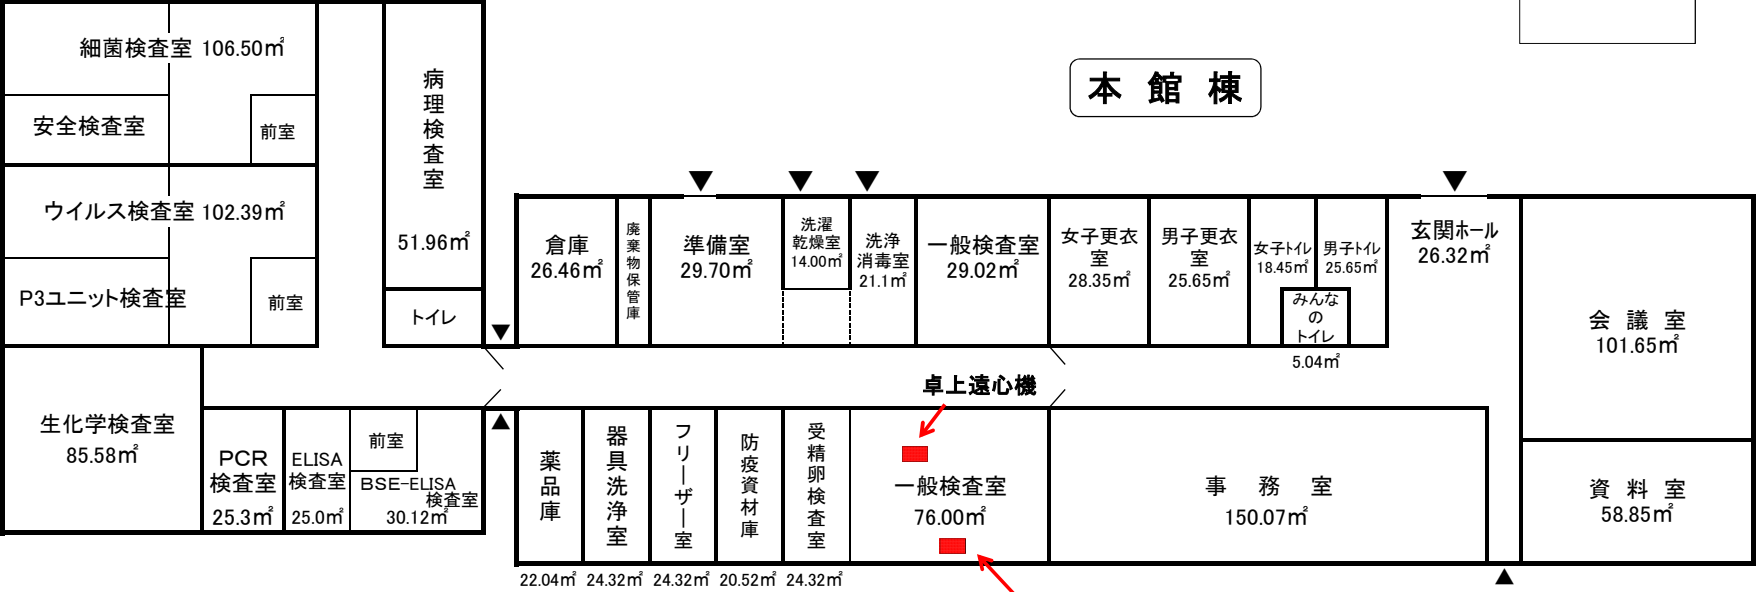 本 館 棟
細菌検査室 106.50㎡
安全検査室
前室
ウイルス検査室 102.39㎡
P3ユニット検査室
前室
病理検査室
51.96㎡
トイレ
倉庫
26.46㎡
廃棄物保管庫
準備室
29.70㎡
洗濯
乾燥室
14.00㎡
洗浄
消毒室
21.1㎡
一般検査室
29.02㎡
女子更衣
室
28.35㎡
男子更衣
室
25.65㎡
女子トイレ
18.45㎡
男子トイレ
25.65㎡
みんな
の
トイレ
5.04㎡
玄関ホール
26.32㎡
会 議 室
101.65㎡
資 料 室
58.85㎡
生化学検査室
85.58㎡
PCR
検査室
25.3㎡
ELISA
検査室
25.0㎡
前室
BSE-ELISA
検査室
30.12㎡
薬品庫
22.04㎡
器具洗浄室
24.32㎡
フリーザー室
24.32㎡
防疫資材庫
20.52㎡
受精卵検査室
24.32㎡
卓上遠心機
一般検査室
76.00㎡
事 務 室
150.07㎡